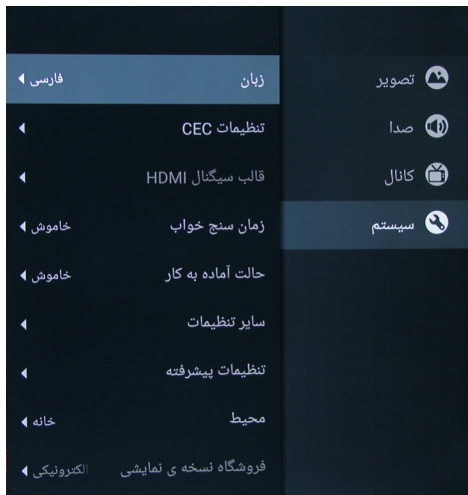 تصویر
صدا
کانال
سیستم
زبان فارسی
تنظیمات CEC
قالب سیگنال HDMI
زمان سنج خواب خاموش
حالت آماده به کار خاموش
سایر تنظیمات
تنظیمات پیشرفته
محیط خانه
فروشگاه نسخه ی نمایشی الکترونیکی